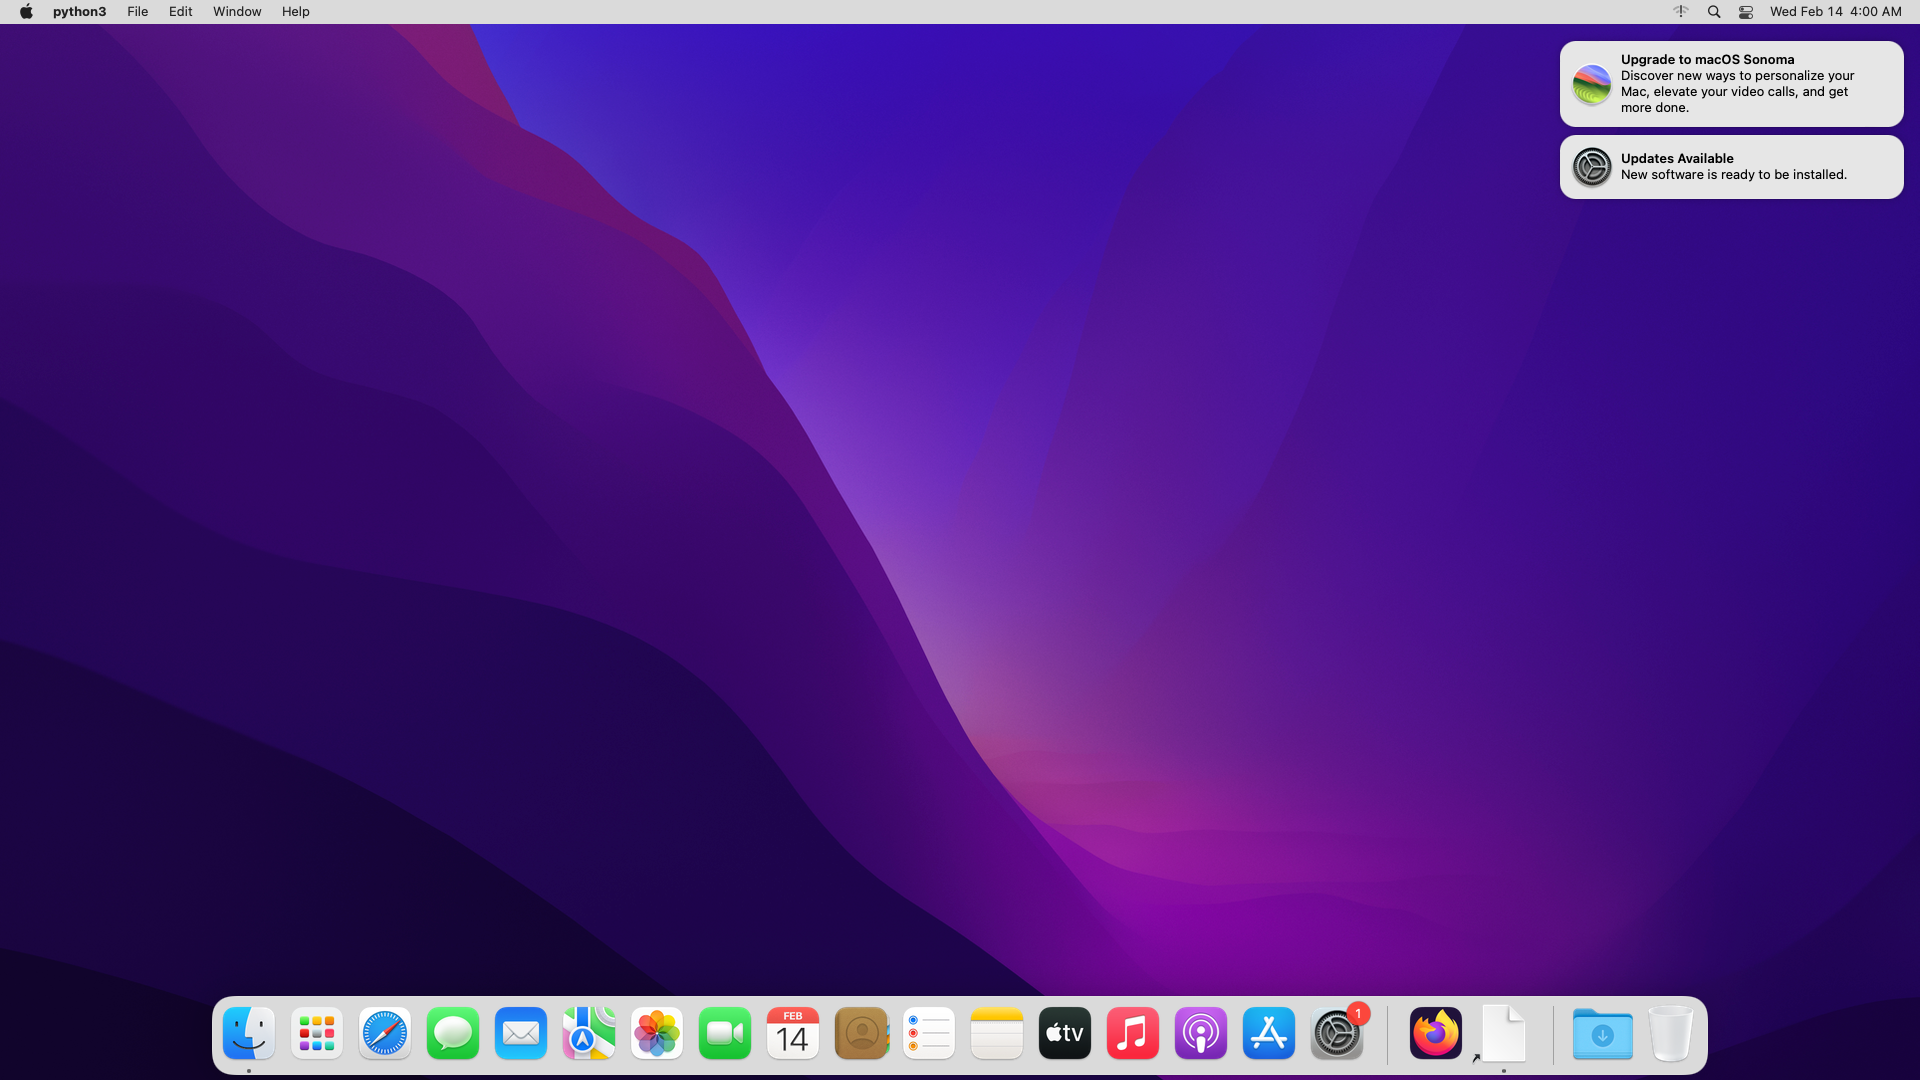 python3 File Edit Window Help
Wed Feb 14 4:00 AM
Upgrade to macOS Sonoma
Discover new ways to personalize your
Mac, elevate your video calls, and get
more done.
Updates Available
New software is ready to be installed.
FEB
14
tv
1